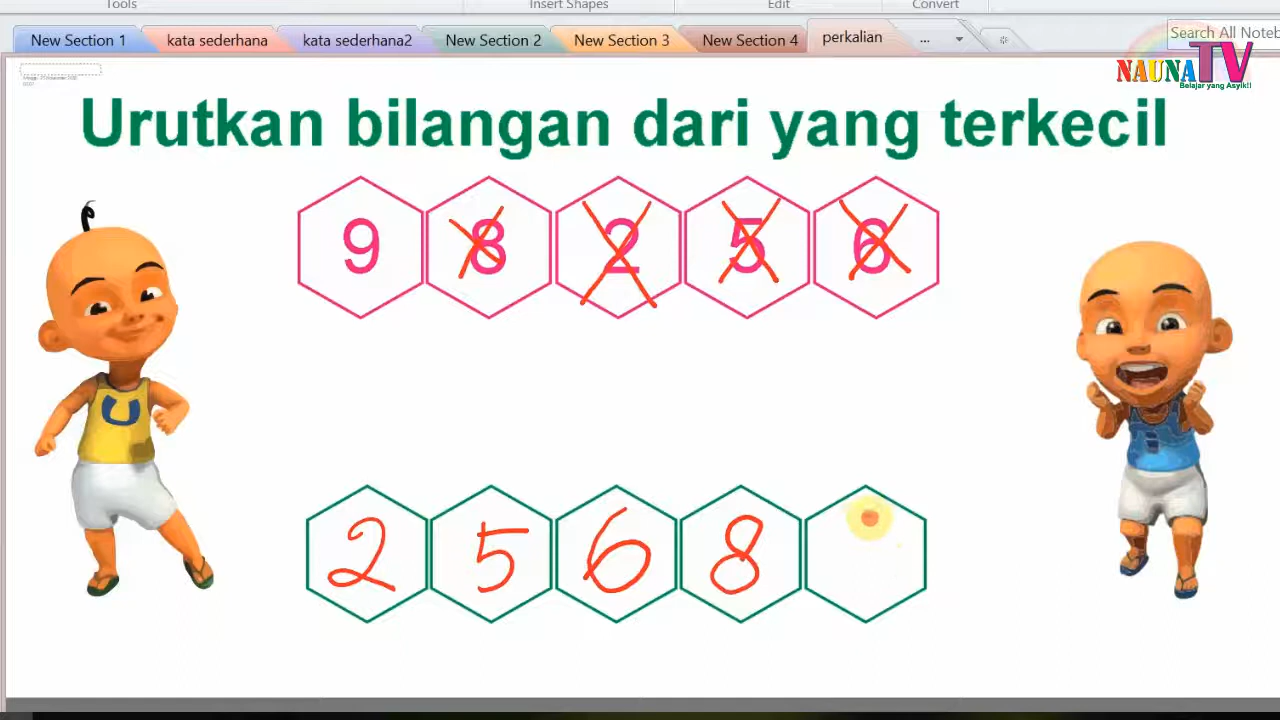 Tools Insert Shapes Edit Convert
New Section 1 kata sederhana kata sederhana2 New Section 2 New Section 3 New Section 4 perkalian ... Search All Noteb
NAUNA TV
Belajar yang Asyik!!
Urutkan bilangan dari yang terkecil
9 8 2 5 6
U
2 5 6 8